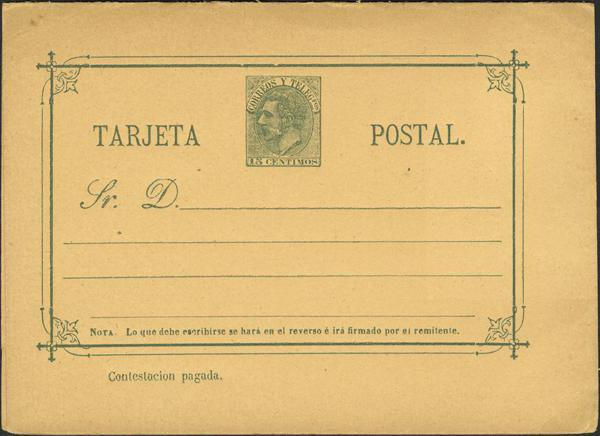 CORREOS Y TELEGFOS
15 CENTIMOS
TARJETA POSTAL.
Sr. D.
NOTA. Lo que debe escribirse se hará en el reverso é irá firmado por el remitente.
Contestacion pagada.